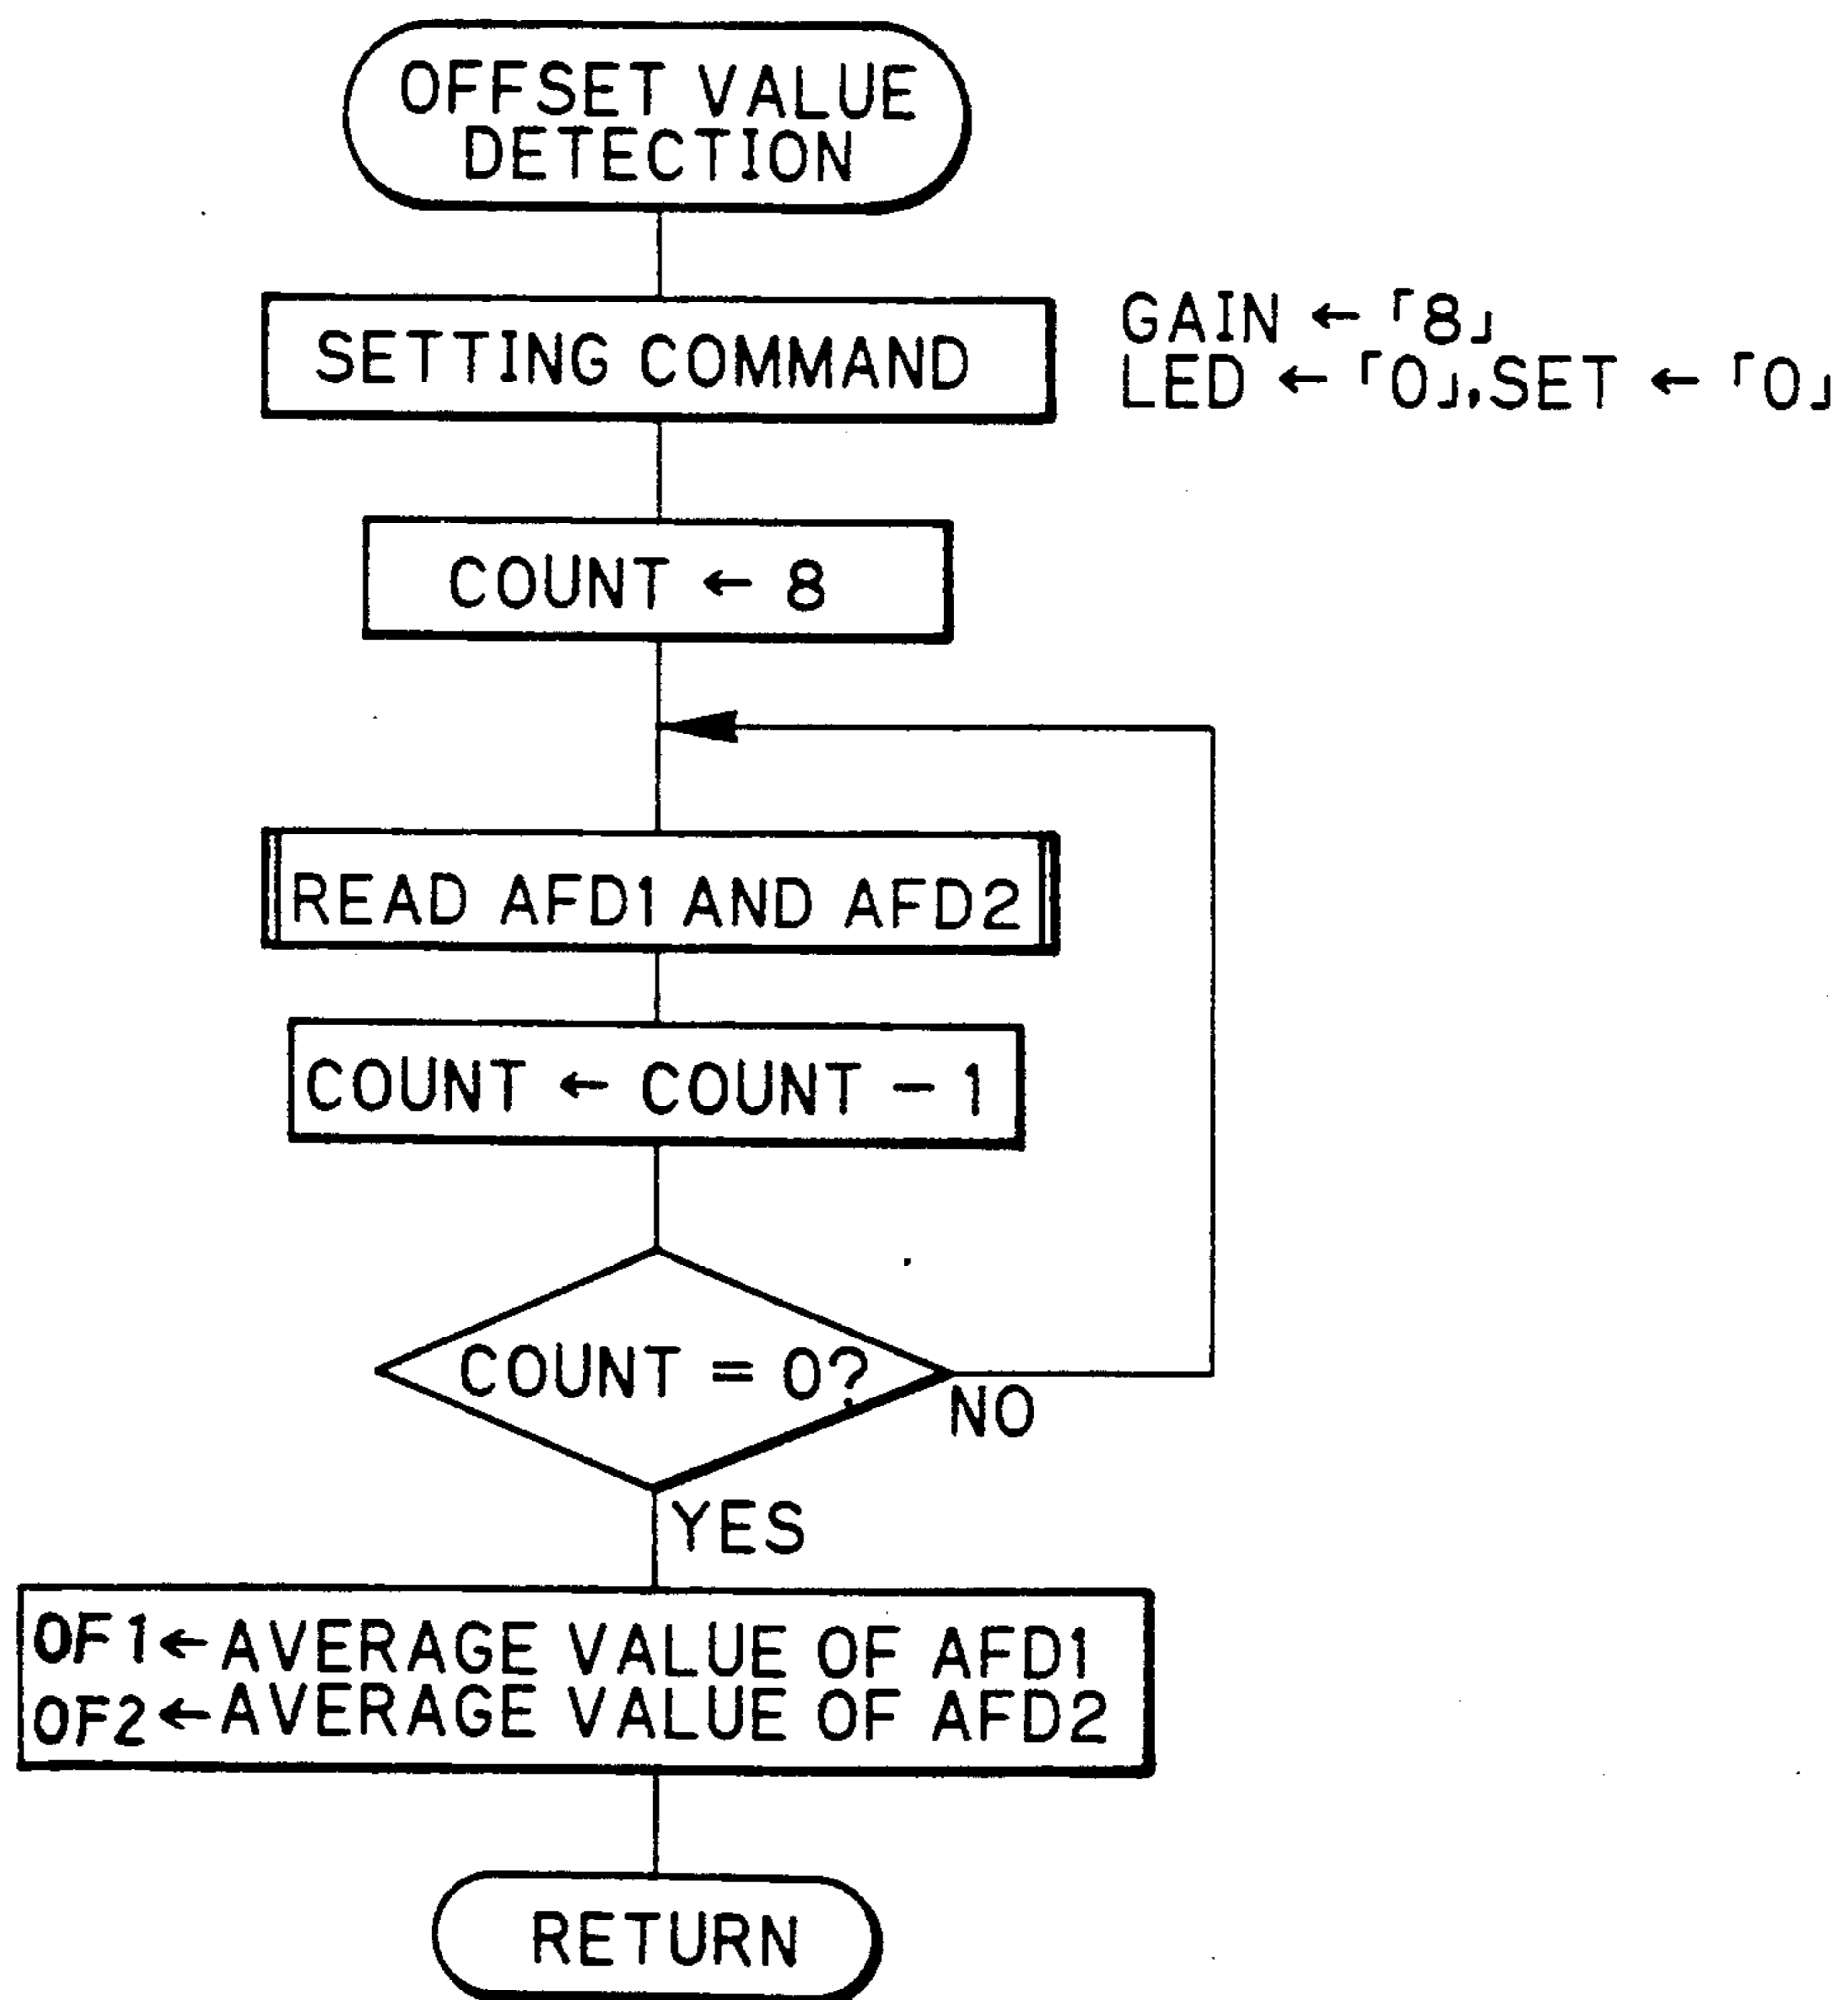 OFFSET VALUE
DETECTION
SETTING COMMAND
GAIN ← 「8」
LED ← 「0」,SET ← 「0」
COUNT ← 8
READ AFD1 AND AFD2
COUNT ← COUNT - 1
COUNT = 0?
NO
YES
OF1←AVERAGE VALUE OF AFD1
OF2←AVERAGE VALUE OF AFD2
RETURN